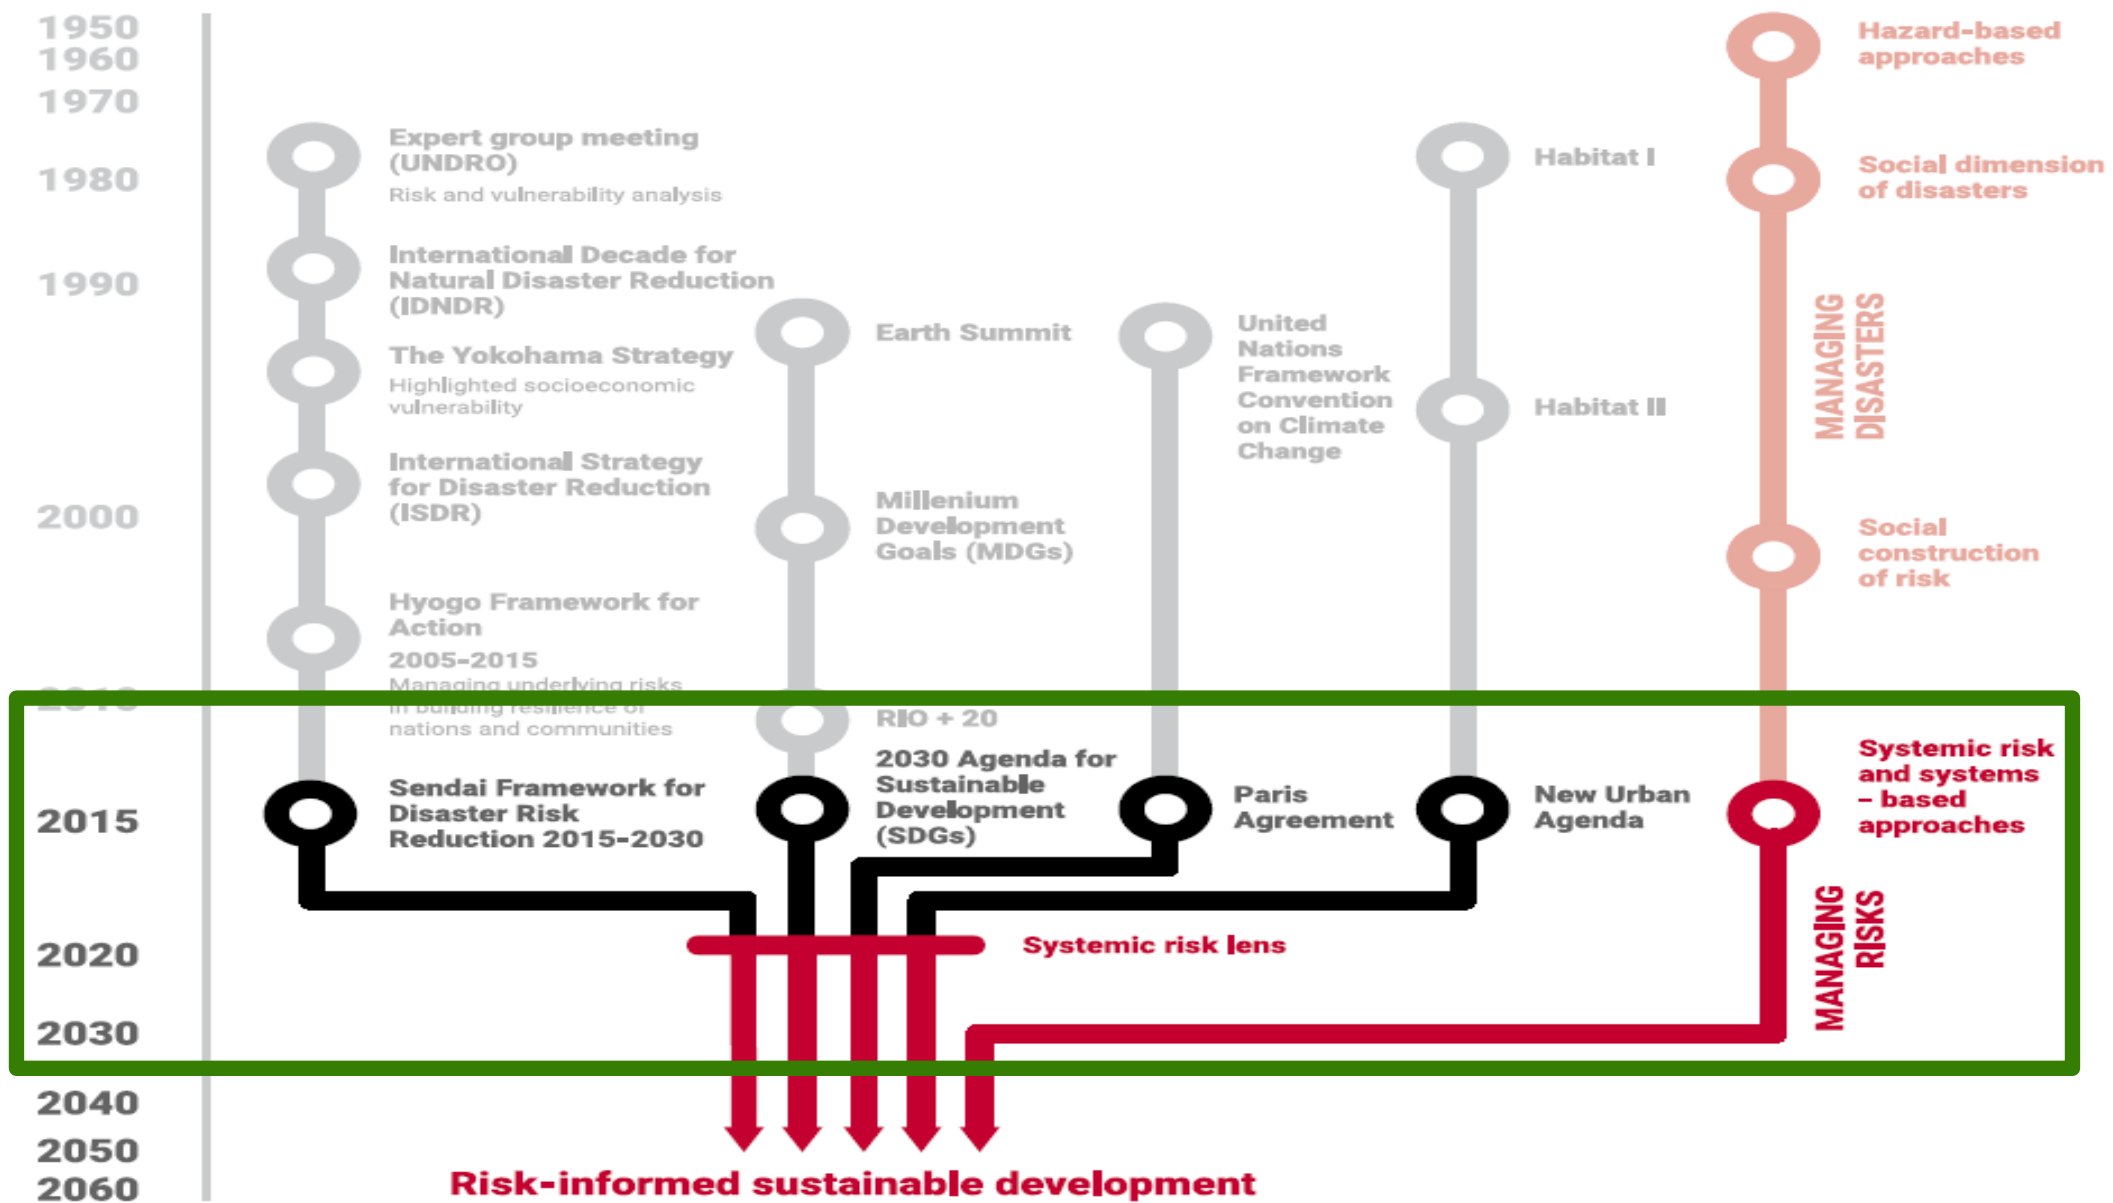 1950
1960
1970
1980
1990
2000
2010
2015
2020
2030
2040
2050
2060
Expert group meeting
(UNDRO)
Risk and vulnerability analysis
International Decade for
Natural Disaster Reduction
(IDNDR)
The Yokohama Strategy
Highlighted socioeconomic
vulnerability
International Strategy
for Disaster Reduction
(ISDR)
Hyogo Framework for
Action
2005-2015
Managing underlying risks
in building resilience of
nations and communities
Sendai Framework for
Disaster Risk
Reduction 2015-2030
Earth Summit
Millenium
Development
Goals (MDGs)
RIO + 20
2030 Agenda for
Sustainable
Development
(SDGs)
United
Nations
Framework
Convention
on Climate
Change
Paris
Agreement
Habitat I
Habitat II
New Urban
Agenda
Hazard-based
approaches
Social dimension
of disasters
MANAGING
DISASTERS
Social
construction
of risk
Systemic risk
and systems
– based
approaches
MANAGING
RISKS
Systemic risk lens
Risk-informed sustainable development